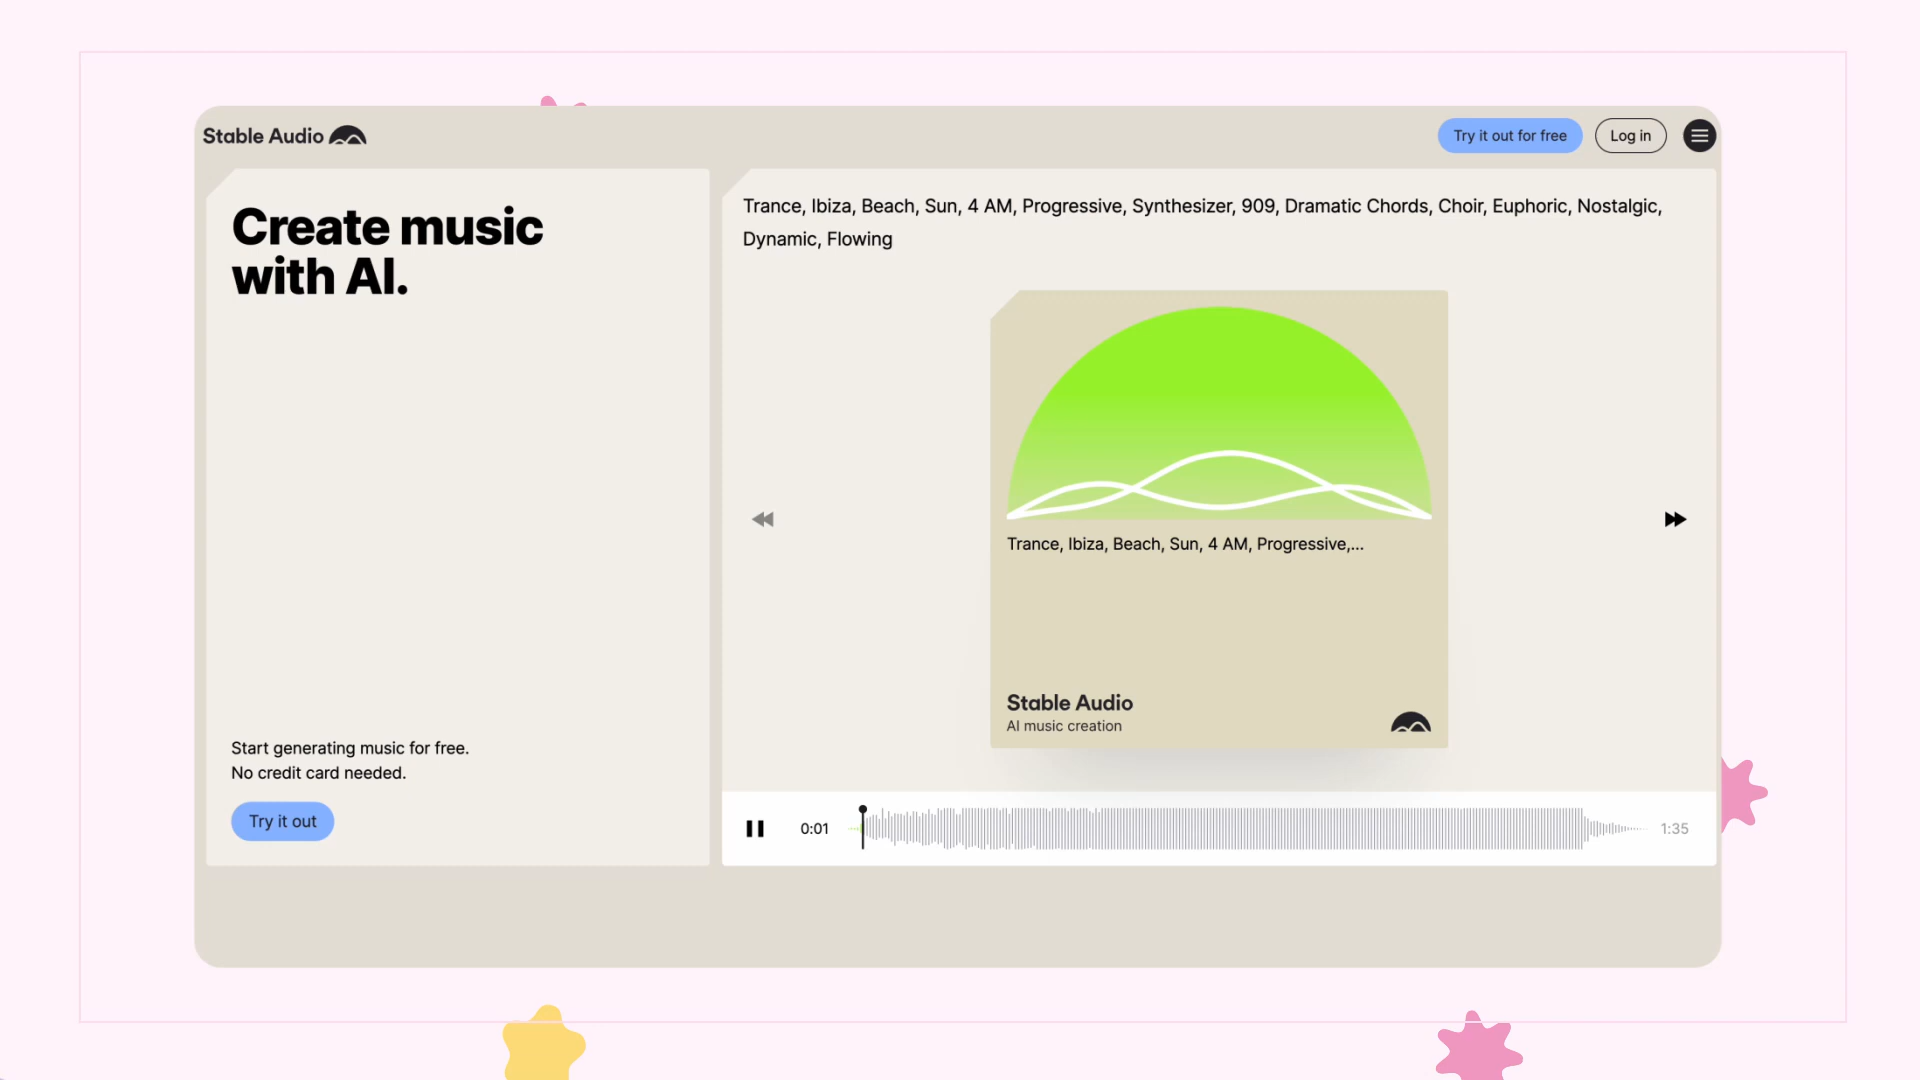 Stable Audio
Try it out for free
Log in
Create music
with AI.
Start generating music for free.
No credit card needed.
Try it out
Trance, Ibiza, Beach, Sun, 4 AM, Progressive, Synthesizer, 909, Dramatic Chords, Choir, Euphoric, Nostalgic,
Dynamic, Flowing
Trance, Ibiza, Beach, Sun, 4 AM, Progressive,...
Stable Audio
AI music creation
0:01
1:35